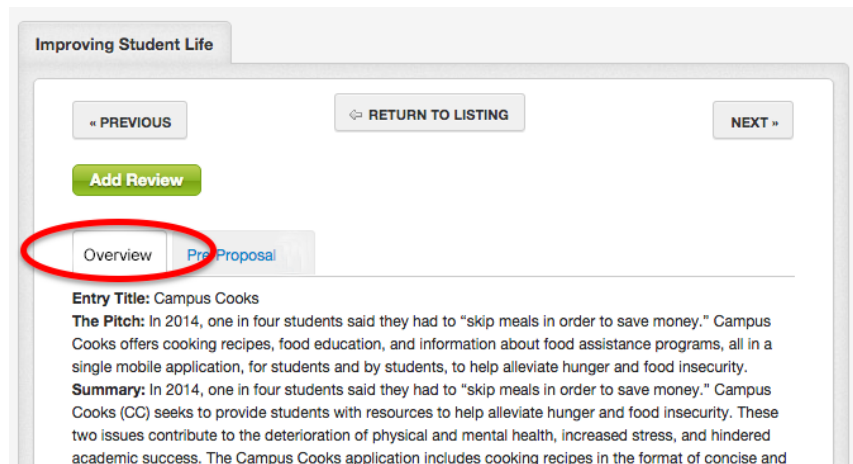 Improving Student Life
« PREVIOUS
⇦ RETURN TO LISTING
NEXT »
Add Review
Overview
Pre Proposal
Entry Title: Campus Cooks
The Pitch: In 2014, one in four students said they had to “skip meals in order to save money.” Campus
Cooks offers cooking recipes, food education, and information about food assistance programs, all in a
single mobile application, for students and by students, to help alleviate hunger and food insecurity.
Summary: In 2014, one in four students said they had to “skip meals in order to save money.” Campus
Cooks (CC) seeks to provide students with resources to help alleviate hunger and food insecurity. These
two issues contribute to the deterioration of physical and mental health, increased stress, and hindered
academic success. The Campus Cooks application includes cooking recipes in the format of concise and